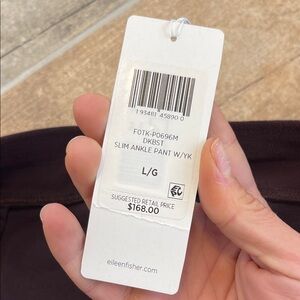 1 93481 45890 0
F0TK-P0696M
DKBST
SLIM ANKLE PANT W/YK
L/G
SUGGESTED RETAIL PRICE
$168.00
eileenfisher.com